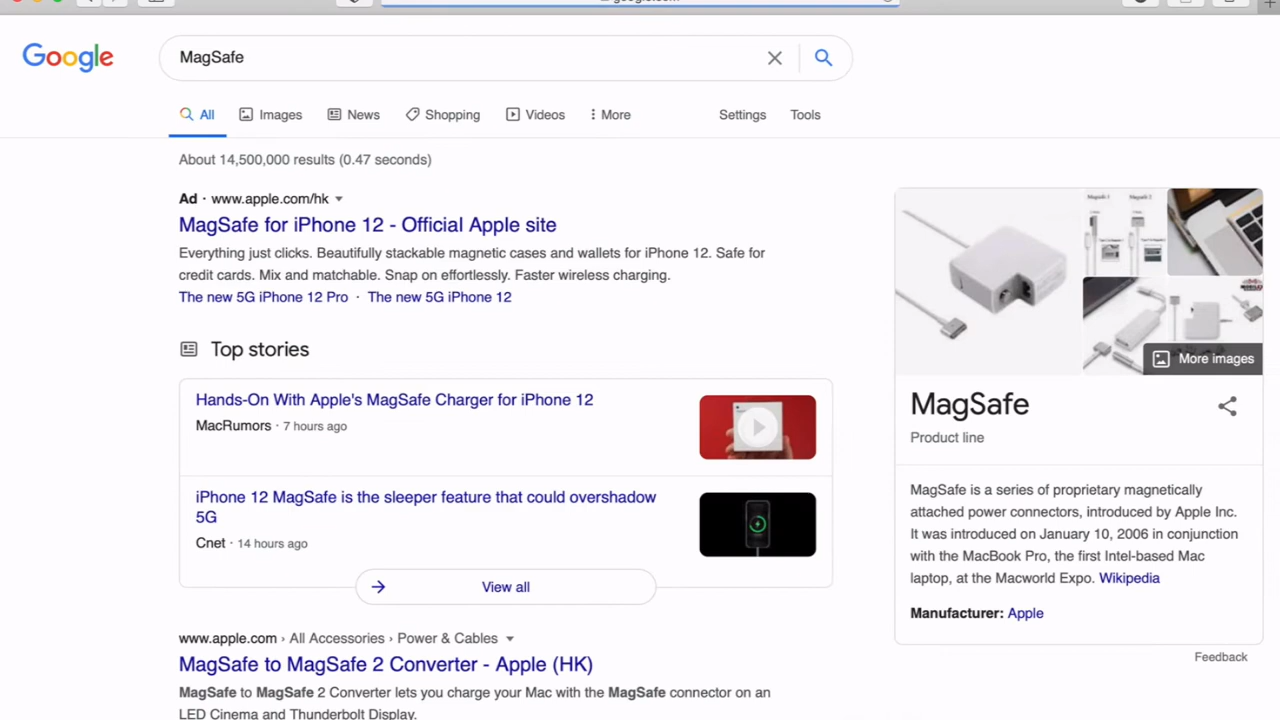 google.com
Google
MagSafe
All Images News Shopping Videos More Settings Tools
About 14,500,000 results (0.47 seconds)
Ad · www.apple.com/hk
MagSafe for iPhone 12 - Official Apple site
Everything just clicks. Beautifully stackable magnetic cases and wallets for iPhone 12. Safe for
credit cards. Mix and matchable. Snap on effortlessly. Faster wireless charging.
The new 5G iPhone 12 Pro · The new 5G iPhone 12
Top stories
Hands-On With Apple's MagSafe Charger for iPhone 12
MacRumors · 7 hours ago
iPhone 12 MagSafe is the sleeper feature that could overshadow
5G
Cnet · 14 hours ago
View all
www.apple.com › All Accessories › Power & Cables
MagSafe to MagSafe 2 Converter - Apple (HK)
MagSafe to MagSafe 2 Converter lets you charge your Mac with the MagSafe connector on an
LED Cinema and Thunderbolt Display.
More images
MagSafe
Product line
MagSafe is a series of proprietary magnetically
attached power connectors, introduced by Apple Inc.
It was introduced on January 10, 2006 in conjunction
with the MacBook Pro, the first Intel-based Mac
laptop, at the Macworld Expo. Wikipedia
Manufacturer: Apple
Feedback